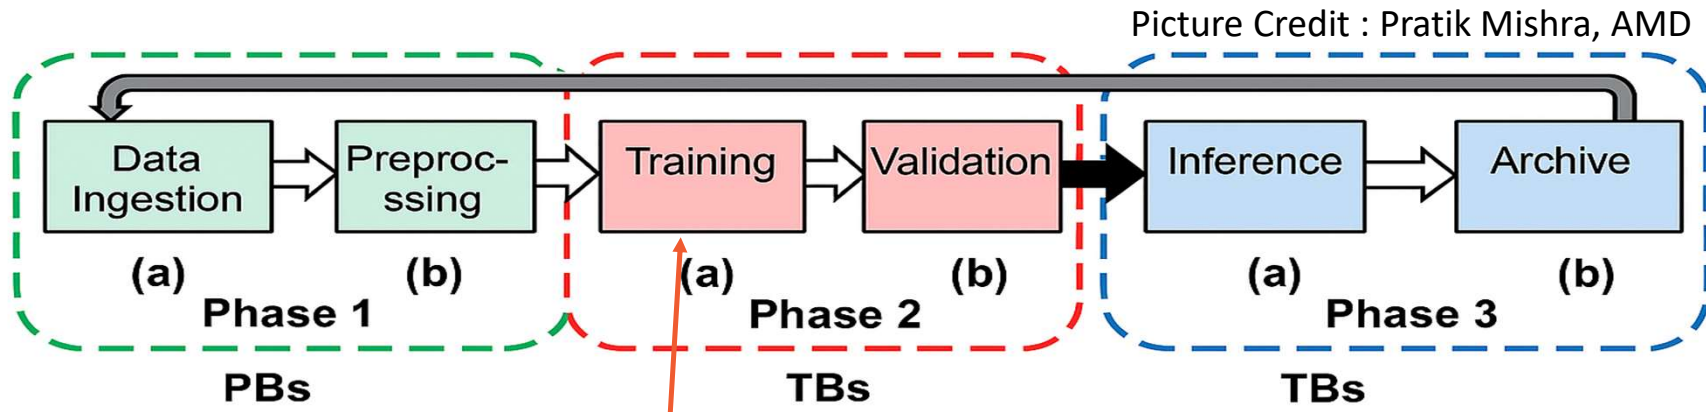 Picture Credit : Pratik Mishra, AMD
Data
Ingestion
Preproc-
ssing
Training
Validation
Inference
Archive
(a)
(b)
(a)
(b)
(a)
(b)
Phase 1
Phase 2
Phase 3
PBs
TBs
TBs